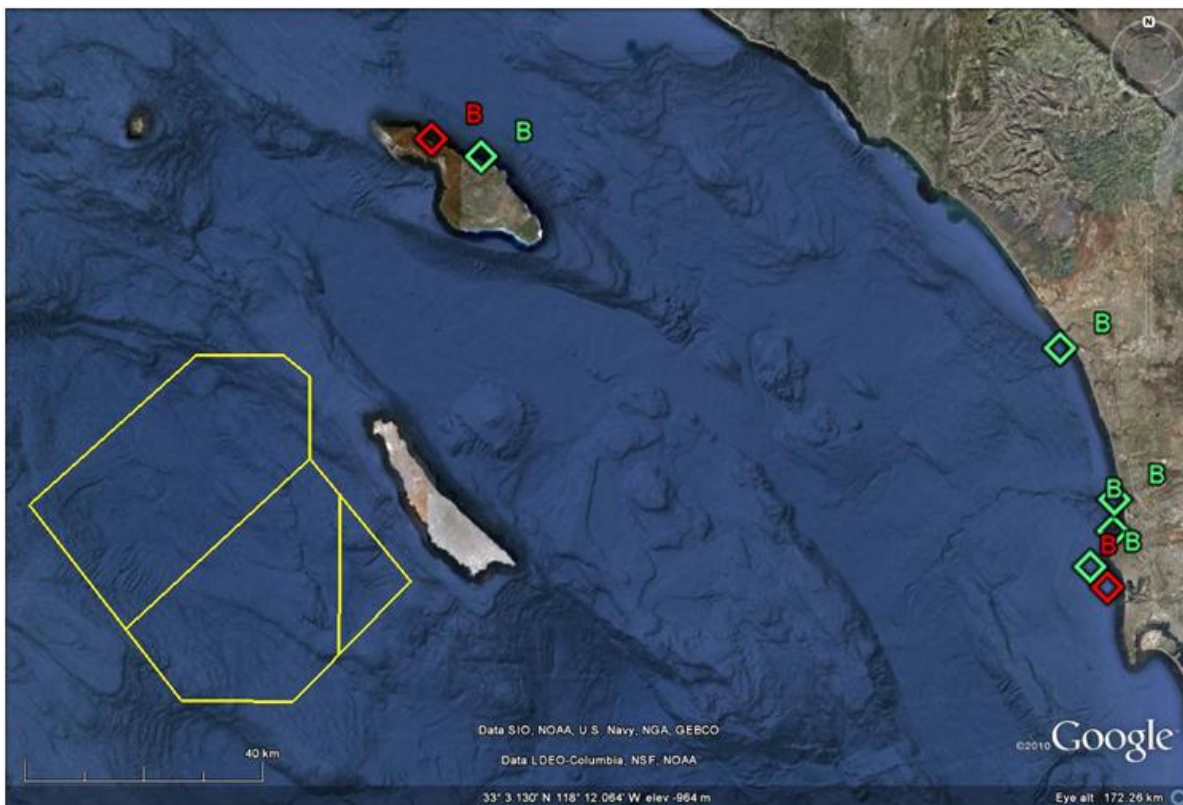 N
B
B
B
B
B
B
B
Data SIO, NOAA, U.S. Navy, NGA, GEBCO
40 km
Data LDEO-Columbia, NSF, NOAA
©2010 Google
33° 3.130' N 118° 12.064' W elev -964 m
Eye alt 172.26 km